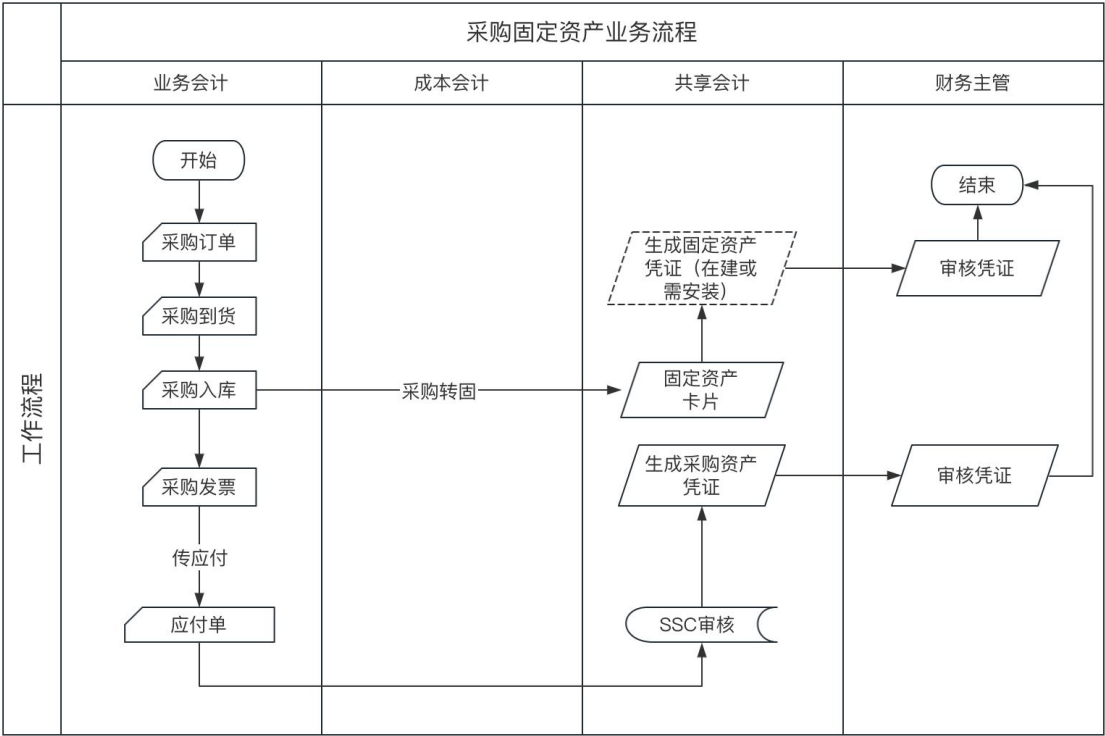 采购固定资产业务流程
业务会计
成本会计
共享会计
财务主管
工作流程
开始
采购订单
采购到货
采购入库
采购转固
采购发票
传应付
应付单
生成固定资产
凭证（在建或
需安装）
固定资产
卡片
生成采购资产
凭证
SSC审核
结束
审核凭证
审核凭证